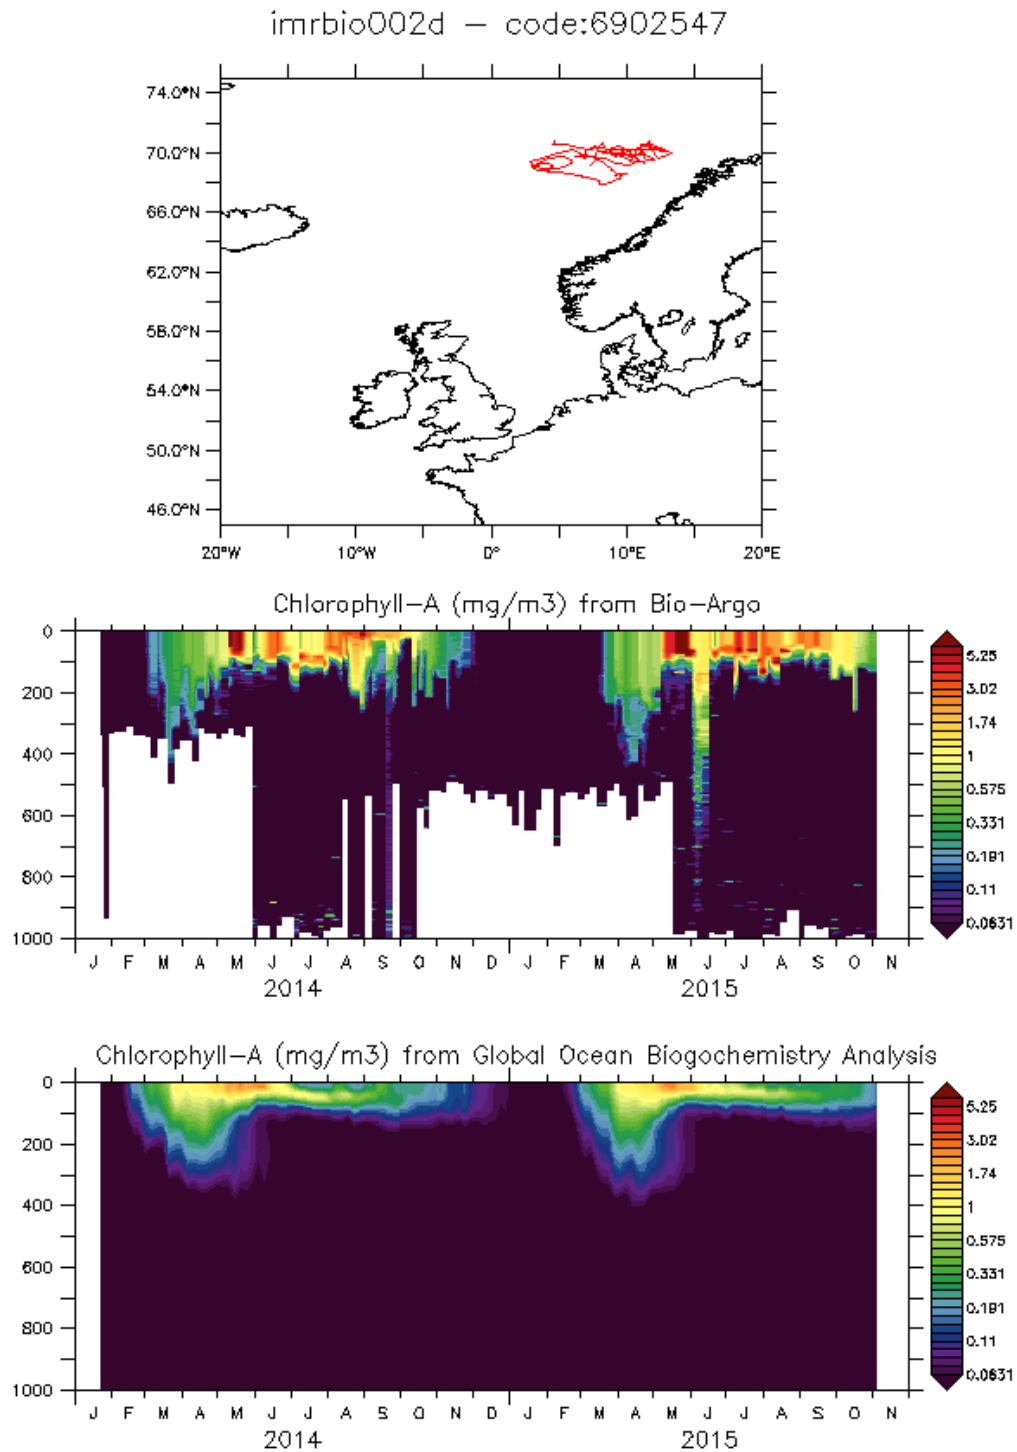 imrbio002d – code:6902547
74.0°N
70.0°N
66.0°N
62.0°N
58.0°N
54.0°N
50.0°N
46.0°N
20°W 10°W 0° 10°E 20°E
Chlorophyll-A (mg/m3) from Bio-Argo
0
200
400
600
800
1000
5.25
3.02
1.74
1
0.575
0.331
0.191
0.11
0.0631
J F M A M J J A S O N D J F M A M J J A S O N
2014 2015
Chlorophyll-A (mg/m3) from Global Ocean Biogochemistry Analysis
0
200
400
600
800
1000
5.25
3.02
1.74
1
0.575
0.331
0.191
0.11
0.0631
J F M A M J J A S O N D J F M A M J J A S O N
2014 2015